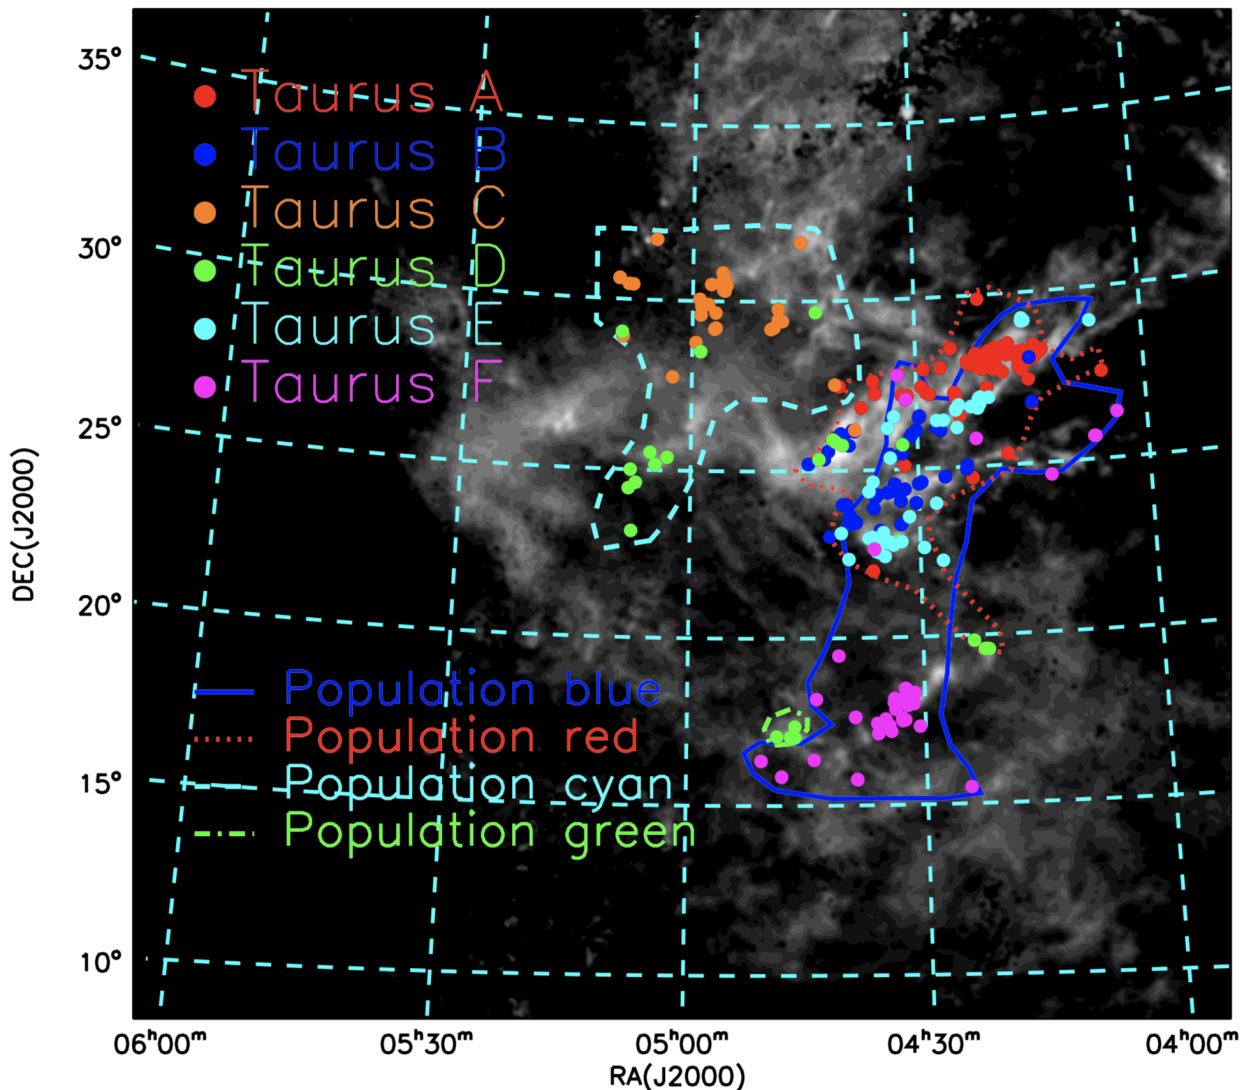 35°
Taurus A
Taurus B
Taurus C
30°
Taurus D
Taurus E
Taurus F
25°
DEC(J2000)
20°
Population blue
Population red
15°
Population cyan
Population green
10°
06ʰ00ᵐ 05ʰ30ᵐ 05ʰ00ᵐ 04ʰ30ᵐ 04ʰ00ᵐ
RA(J2000)